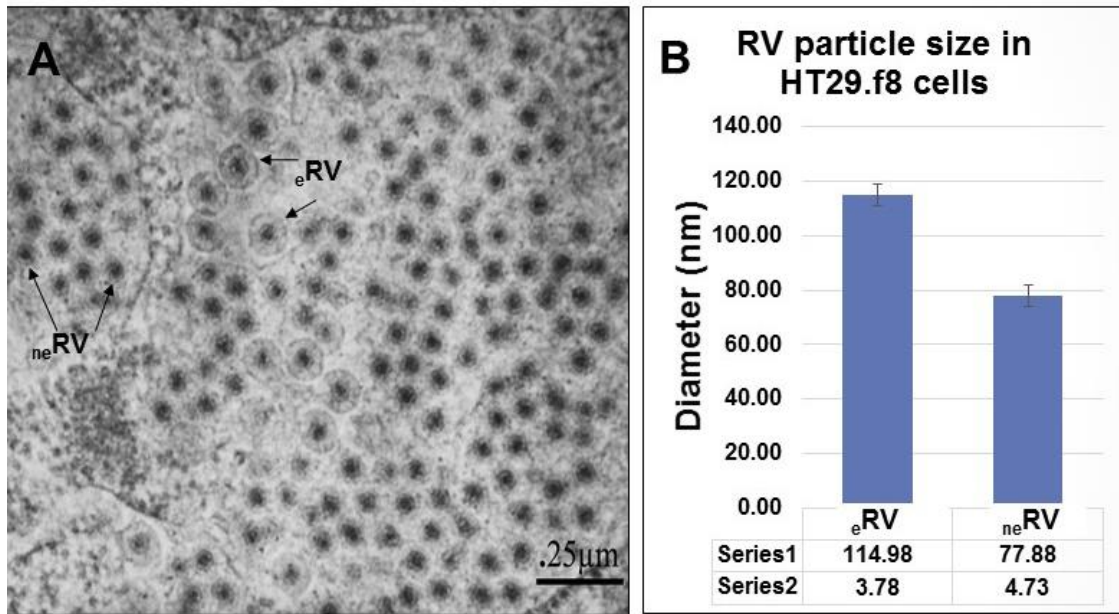 A
eRV
neRV
.25µm
B
RV particle size in
HT29.f8 cells
Diameter (nm)
140.00
120.00
100.00
80.00
60.00
40.00
20.00
0.00
eRV neRV
Series1 114.98 77.88
Series2 3.78 4.73